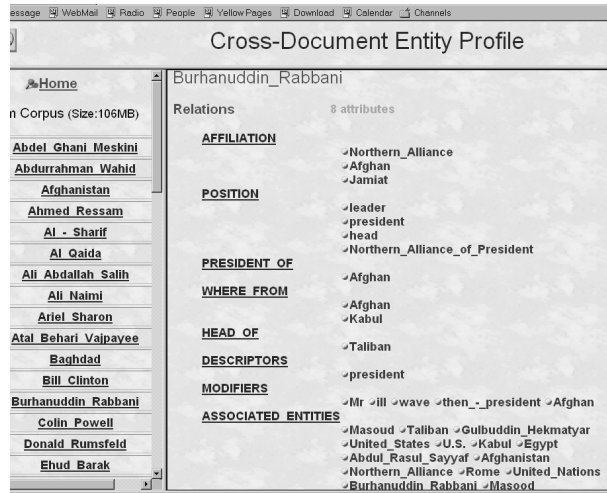 essage WebMail Radio People YellowPages Download Calendar Channels
Cross-Document Entity Profile
Home
n Corpus (Size:106MB)
Abdel Ghani Meskini
Abdurrahman Wahid
Afghanistan
Ahmed Ressam
Al - Sharif
Al Qaida
Ali Abdallah Salih
Ali Naimi
Ariel Sharon
Atal Behari Vajpayee
Baghdad
Bill Clinton
Burhanuddin Rabbani
Colin Powell
Donald Rumsfeld
Ehud Barak
Burhanuddin_Rabbani
Relations 8 attributes
AFFILIATION
Northern_Alliance
Afghan
Jamiat
POSITION
leader
president
head
Northern_Alliance_of_President
PRESIDENT OF
Afghan
WHERE FROM
Afghan
Kabul
HEAD OF
Taliban
DESCRIPTORS
president
MODIFIERS
Mr ill wave then_-_president Afghan
ASSOCIATED ENTITIES
Masoud Taliban Gulbuddin_Hekmatyar
United_States U.S. Kabul Egypt
Abdul_Rasul_Sayyaf Afghanistan
Northern_Alliance Rome United_Nations
Burhanuddin_Rabbani Masood